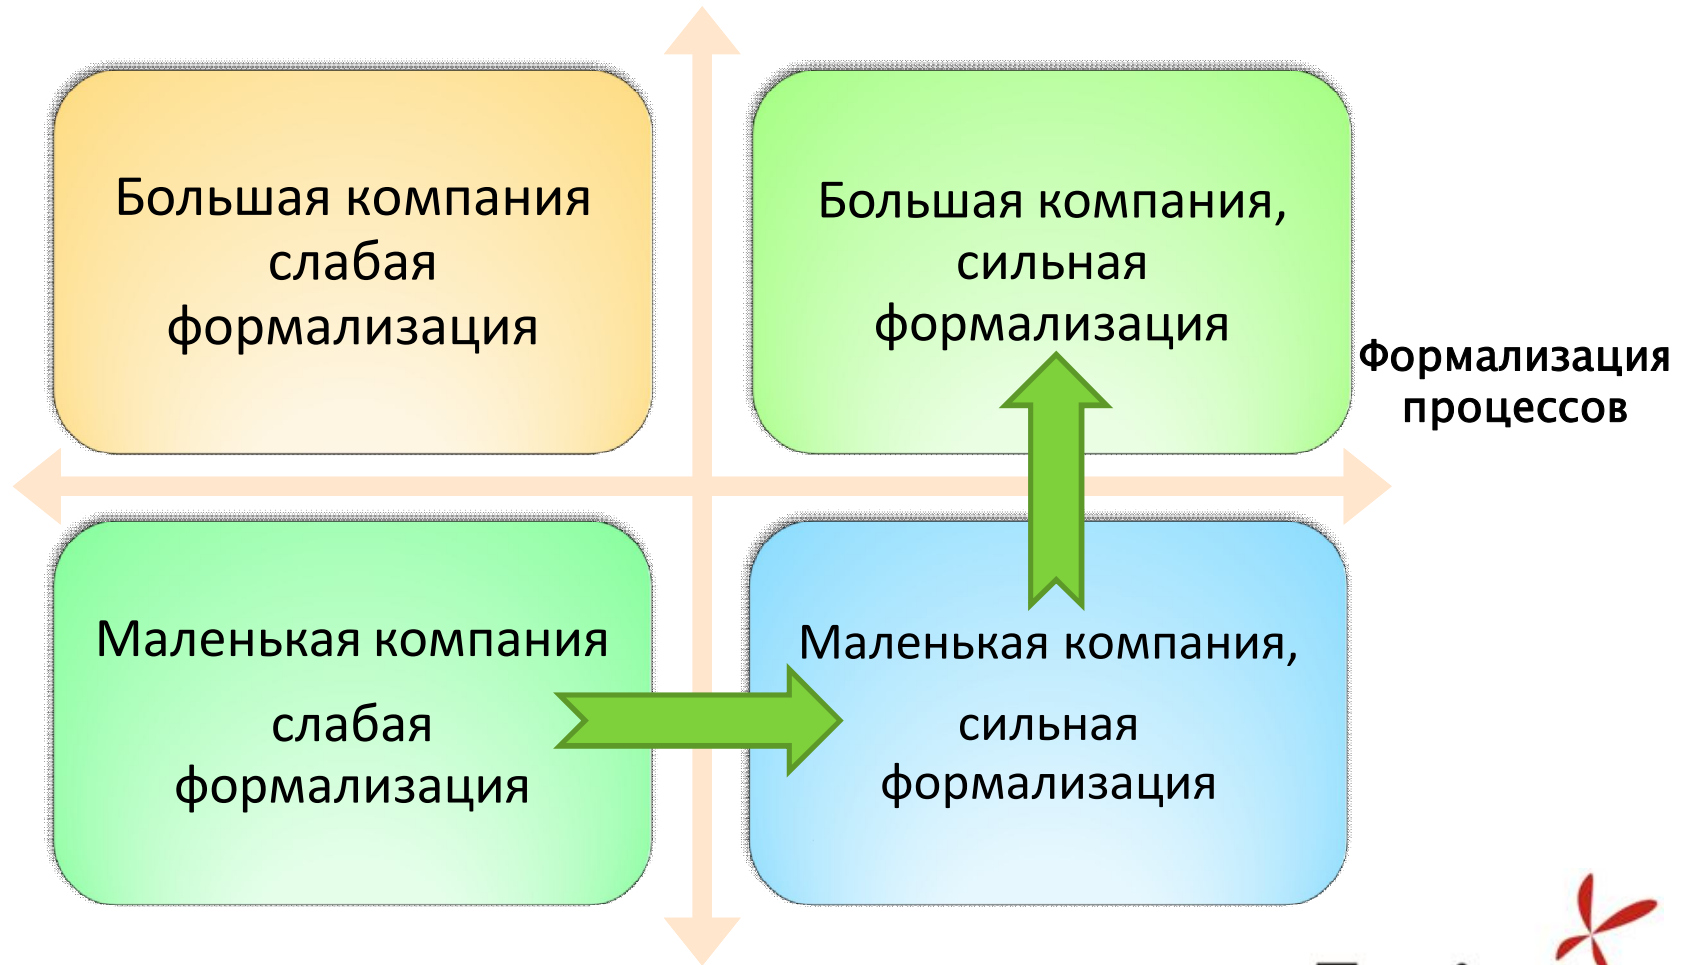 Большая компания
слабая
формализация
Большая компания,
сильная
формализация
Формализация
процессов
Маленькая компания
слабая
формализация
Маленькая компания,
сильная
формализация